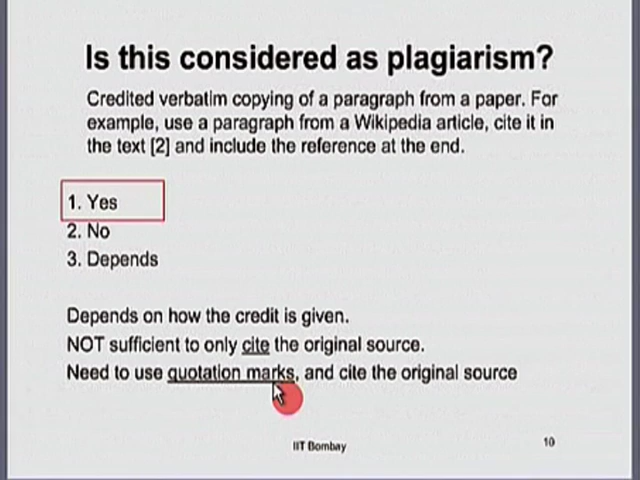 Is this considered as plagiarism?
Credited verbatim copying of a paragraph from a paper. For
example, use a paragraph from a Wikipedia article, cite it in
the text [2] and include the reference at the end.
1. Yes
2. No
3. Depends
Depends on how the credit is given.
NOT sufficient to only cite the original source.
Need to use quotation marks, and cite the original source
IIT Bombay
10